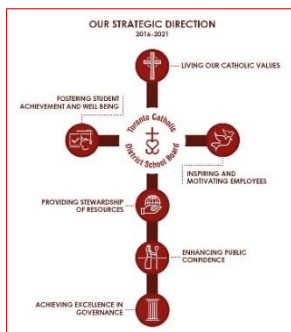 OUR STRATEGIC DIRECTION
2016-2021
LIVING OUR CATHOLIC VALUES
FOSTERING STUDENT
ACHIEVEMENT AND WELL BEING
Toronto Catholic
District School Board
INSPIRING AND
MOTIVATING EMPLOYEES
PROVIDING STEWARDSHIP
OF RESOURCES
ENHANCING PUBLIC
CONFIDENCE
ACHIEVING EXCELLENCE IN
GOVERNANCE